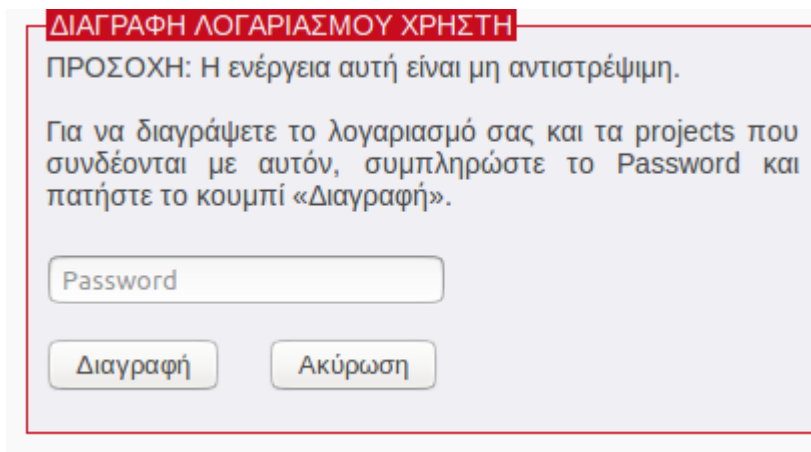 ΔΙΑΓΡΑΦΗ ΛΟΓΑΡΙΑΣΜΟΥ ΧΡΗΣΤΗ
ΠΡΟΣΟΧΗ: Η ενέργεια αυτή είναι μη αντιστρέψιμη.
Για να διαγράψετε το λογαριασμό σας και τα projects που
συνδέονται με αυτόν, συμπληρώστε το Password και
πατήστε το κουμπί «Διαγραφή».
Password
Διαγραφή Ακύρωση